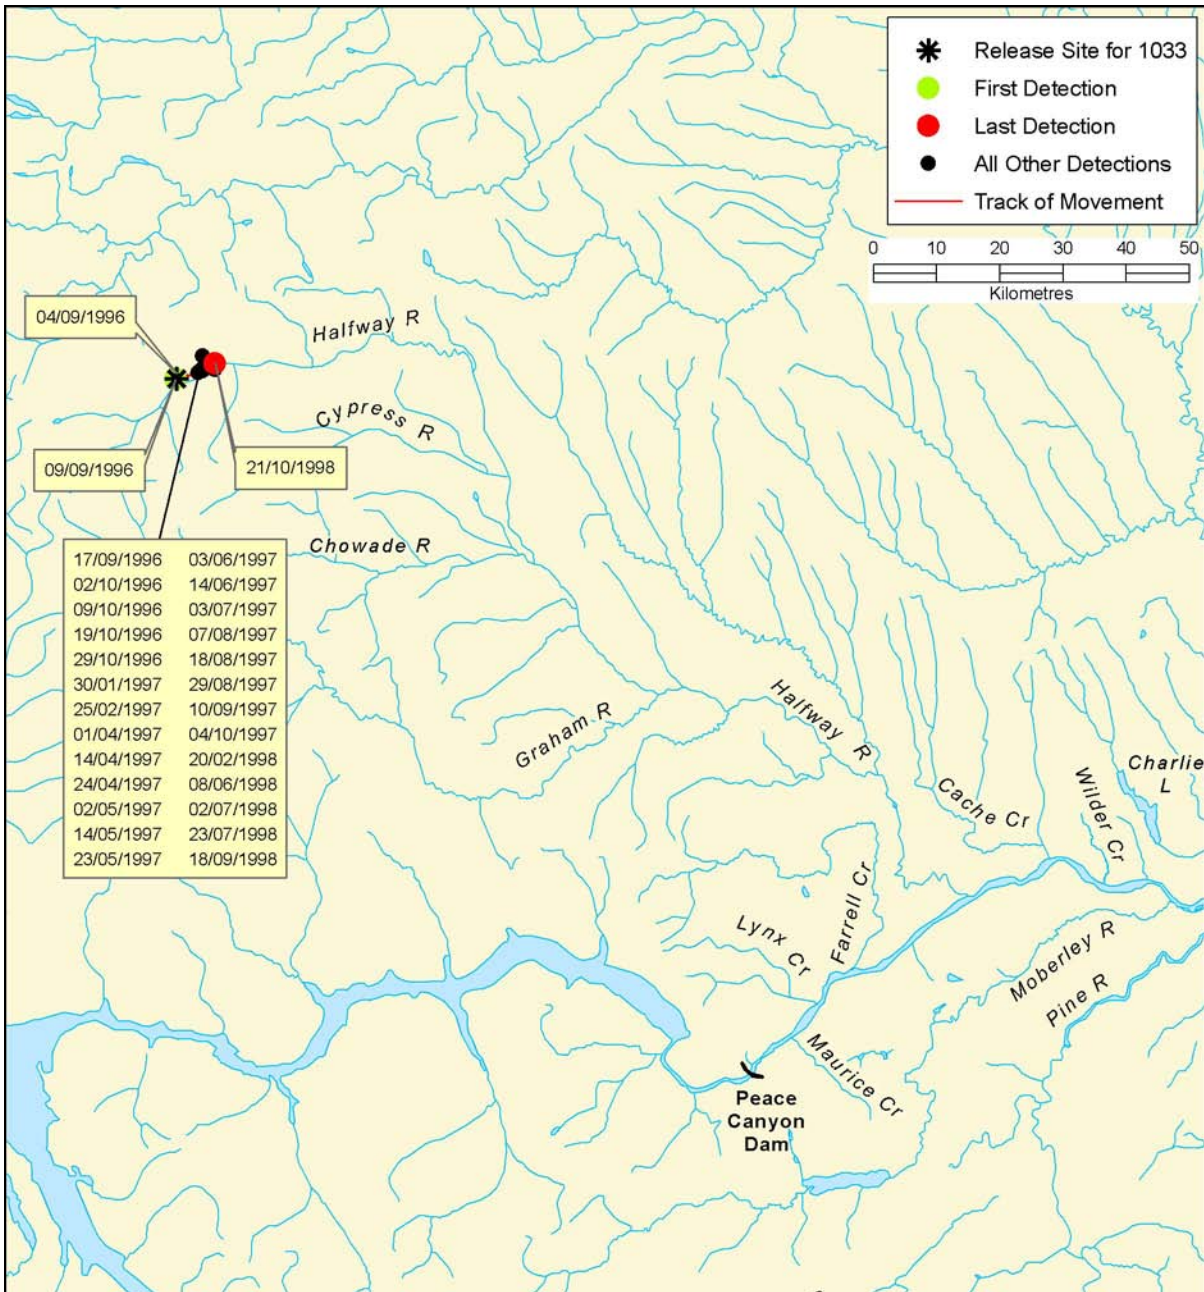 Release Site for 1033
First Detection
Last Detection
All Other Detections
Track of Movement
0 10 20 30 40 50
Kilometres
04/09/1996
Halfway R
Cypress R
09/09/1996
21/10/1998
Chowade R
17/09/1996 03/06/1997
02/10/1996 14/06/1997
09/10/1996 03/07/1997
19/10/1996 07/08/1997
29/10/1996 18/08/1997
30/01/1997 29/08/1997
25/02/1997 10/09/1997
01/04/1997 04/10/1997
14/04/1997 20/02/1998
24/04/1997 08/06/1998
02/05/1997 02/07/1998
14/05/1997 23/07/1998
23/05/1997 18/09/1998
Graham R
Halfway R
Cache Cr
Wilder Cr
Charlie
L
Farrell Cr
Lynx Cr
Moberley R
Pine R
Maurice Cr
Peace
Canyon
Dam